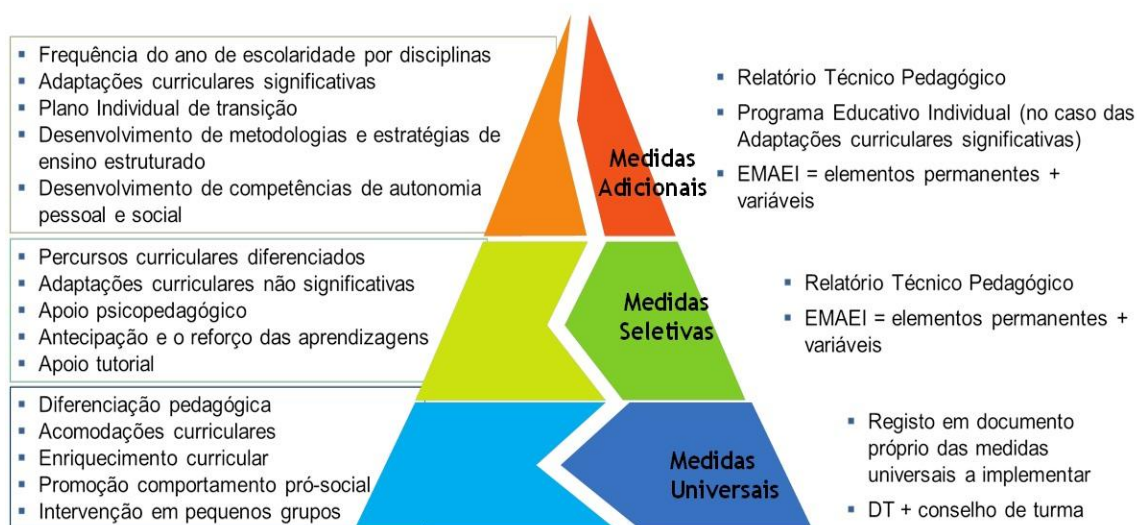 ▪ Frequência do ano de escolaridade por disciplinas
▪ Adaptações curriculares significativas
▪ Plano Individual de transição
▪ Desenvolvimento de metodologias e estratégias de
ensino estruturado
▪ Desenvolvimento de competências de autonomia
pessoal e social
Medidas
Adicionais
▪ Relatório Técnico Pedagógico
▪ Programa Educativo Individual (no caso das
Adaptações curriculares significativas)
▪ EMAEI = elementos permanentes +
variáveis
▪ Percursos curriculares diferenciados
▪ Adaptações curriculares não significativas
▪ Apoio psicopedagógico
▪ Antecipação e o reforço das aprendizagens
▪ Apoio tutorial
Medidas
Seletivas
▪ Relatório Técnico Pedagógico
▪ EMAEI = elementos permanentes +
variáveis
▪ Diferenciação pedagógica
▪ Acomodações curriculares
▪ Enriquecimento curricular
▪ Promoção comportamento pró-social
▪ Intervenção em pequenos grupos
Medidas
Universais
▪ Registo em documento
próprio das medidas
universais a implementar
▪ DT + conselho de turma